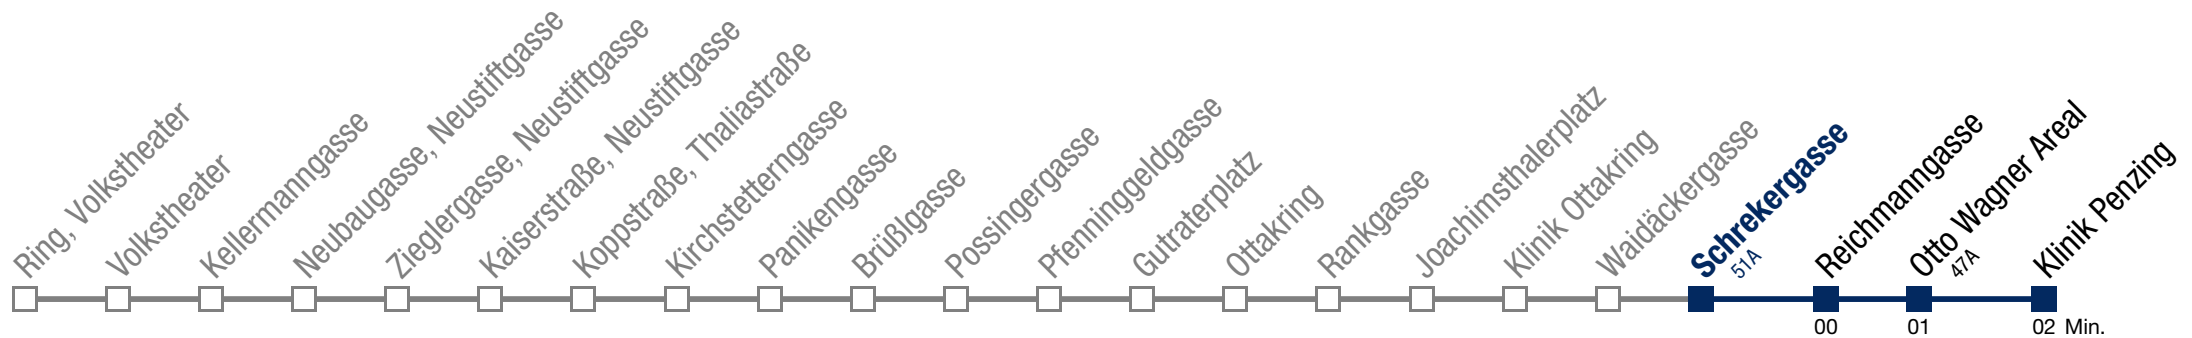 Ring, Volkstheater
Volkstheater
Kellermanngasse
Neubaugasse, Neustiftgasse
Zieglergasse, Neustiftgasse
Kaiserstraße, Neustiftgasse
Koppstraße, Thaliastraße
Kirchstetterngasse
Panikengasse
Brüßlgasse
Possingergasse
Pfenninggeldgasse
Gutraterplatz
Ottakring
Rankgasse
Joachimsthalerplatz
Klinik Ottakring
Waidäckergasse
Schrekergasse
51A
Reichmanngasse
Otto Wagner Areal
47A
Klinik Penzing
00 01 02 Min.